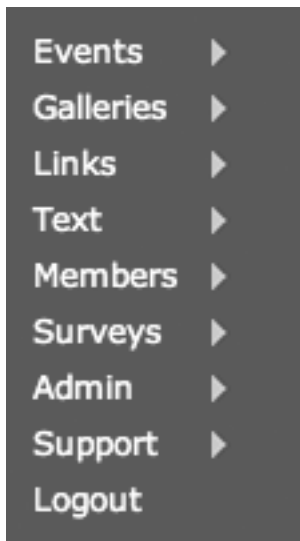 Events
Galleries
Links
Text
Members
Surveys
Admin
Support
Logout